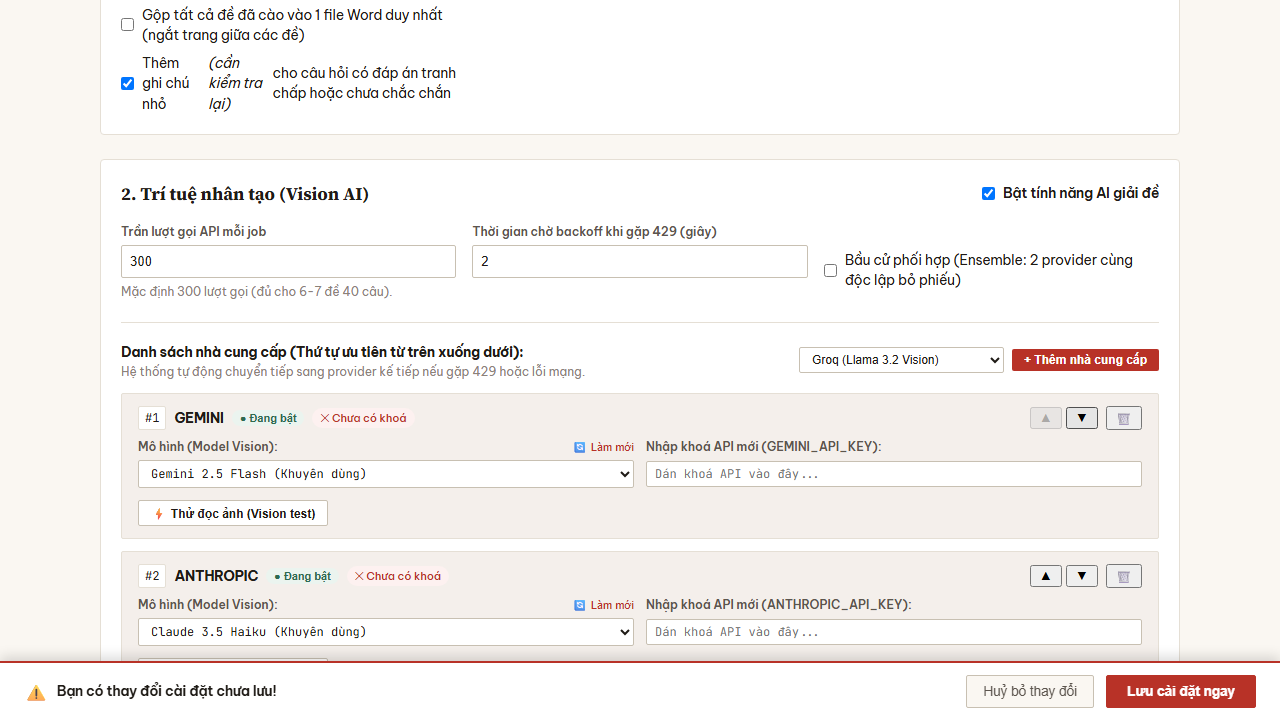 Gộp tất cả đề đã cào vào 1 file Word duy nhất
(ngắt trang giữa các đề)
Thêm ghi chú nhỏ (cần kiểm tra lại) cho câu hỏi có đáp án tranh chấp hoặc chưa chắc chắn
2. Trí tuệ nhân tạo (Vision AI)
Bật tính năng AI giải đề
Trần lượt gọi API mỗi job
300
Mặc định 300 lượt gọi (đủ cho 6-7 đề 40 câu).
Thời gian chờ backoff khi gặp 429 (giây)
2
Bầu cử phối hợp (Ensemble: 2 provider cùng
độc lập bỏ phiếu)
Danh sách nhà cung cấp (Thứ tự ưu tiên từ trên xuống dưới):
Hệ thống tự động chuyển tiếp sang provider kế tiếp nếu gặp 429 hoặc lỗi mạng.
Groq (Llama 3.2 Vision)
+ Thêm nhà cung cấp
#1 GEMINI ● Đang bật ✕ Chưa có khoá
▲ ▼
Mô hình (Model Vision):
Làm mới
Gemini 2.5 Flash (Khuyên dùng)
Nhập khoá API mới (GEMINI_API_KEY):
Dán khoá API vào đây...
Thử đọc ảnh (Vision test)
#2 ANTHROPIC ● Đang bật ✕ Chưa có khoá
▲ ▼
Mô hình (Model Vision):
Làm mới
Claude 3.5 Haiku (Khuyên dùng)
Nhập khoá API mới (ANTHROPIC_API_KEY):
Dán khoá API vào đây...
Bạn có thay đổi cài đặt chưa lưu!
Huỷ bỏ thay đổi
Lưu cài đặt ngay